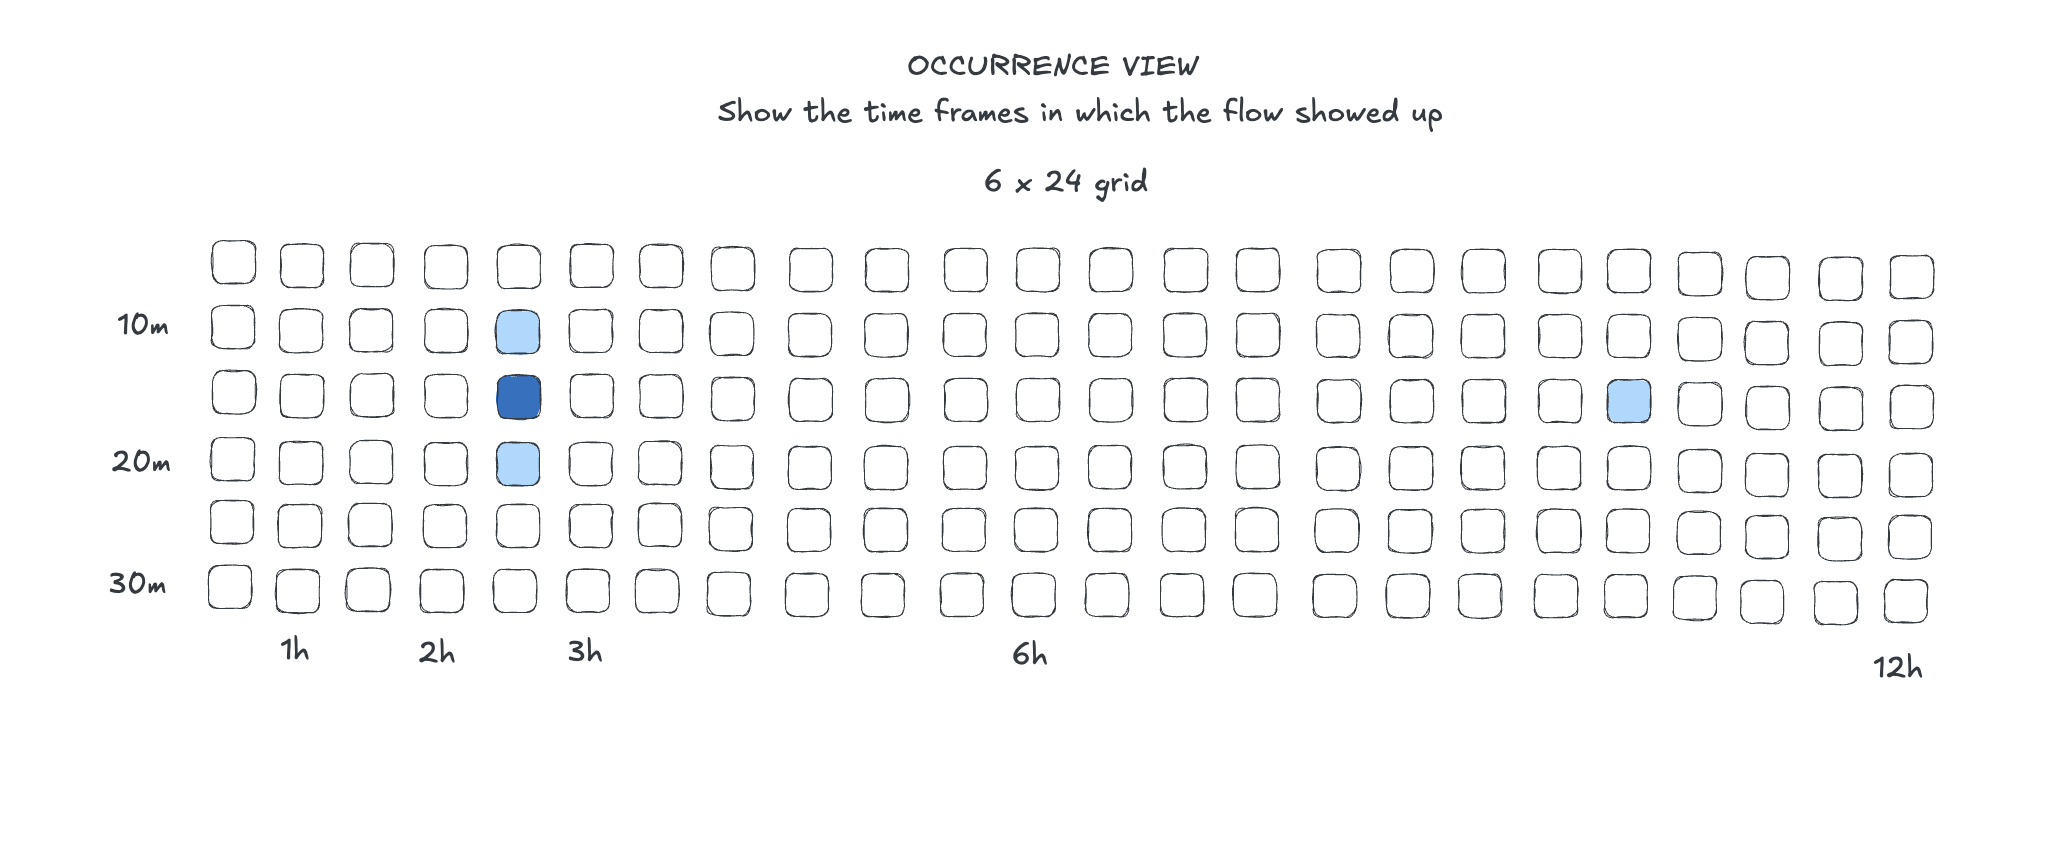 OCCURRENCE VIEW
Show the time frames in which the flow showed up
6 x 24 grid
10m
20m
30m
1h
2h
3h
6h
12h